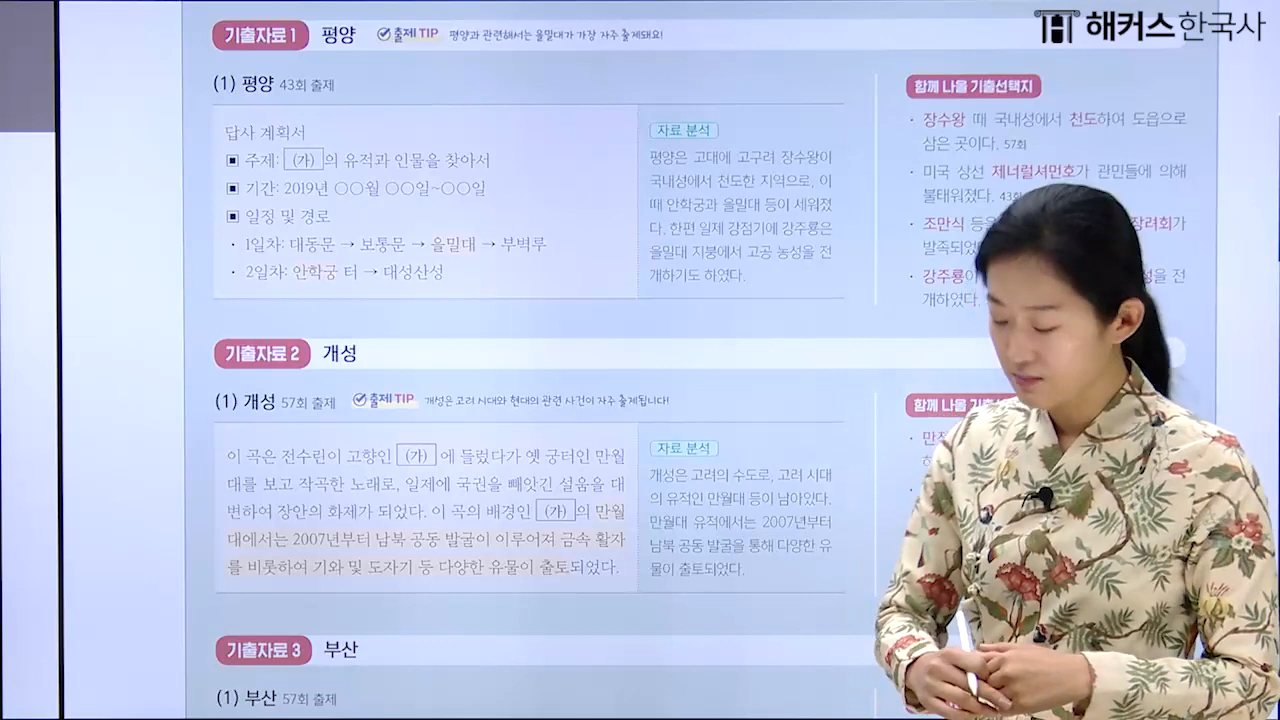 해커스한국사
기출자료 1 평양 출제 TIP 평양과 관련해서는 을밀대가 가장 자주 출제돼요!
(1) 평양 43회 출제
답사 계획서
▣ 주제: (가) 의 유적과 인물을 찾아서
▣ 기간: 2019년 ○○월 ○○일~○○일
▣ 일정 및 경로
· 1일차: 대동문 → 보통문 → 을밀대 → 부벽루
· 2일차: 안학궁 터 → 대성산성
자료 분석
평양은 고대에 고구려 장수왕이
국내성에서 천도한 지역으로, 이
때 안학궁과 을밀대 등이 세워졌
다. 한편 일제 강점기에 강주룡은
을밀대 지붕에서 고공 농성을 전
개하기도 하였다.
함께 나올 기출선택지
· 장수왕 때 국내성에서 천도하여 도읍으로
삼은 곳이다. 57회
· 미국 상선 제너럴셔먼호가 관민들에 의해
불태워졌다. 43회
· 조만식 등 장려회가
발족되었
· 강주룡이 성을 전
개하였다.
기출자료 2 개성
(1) 개성 57회 출제 출제 TIP 개성은 고려 시대와 현대의 관련 사건이 자주 출제됩니다!
이 곡은 전수린이 고향인 (가) 에 들렀다가 옛 궁터인 만월
대를 보고 작곡한 노래로, 일제에 국권을 빼앗긴 설움을 대
변하여 장안의 화제가 되었다. 이 곡의 배경인 (가) 의 만월
대에서는 2007년부터 남북 공동 발굴이 이루어져 금속 활자
를 비롯하여 기와 및 도자기 등 다양한 유물이 출토되었다.
자료 분석
개성은 고려의 수도로, 고려 시대
의 유적인 만월대 등이 남아있다.
만월대 유적에서는 2007년부터
남북 공동 발굴을 통해 다양한 유
물이 출토되었다.
함께 나올 기출선
· 만적
기출자료 3 부산
(1) 부산 57회 출제